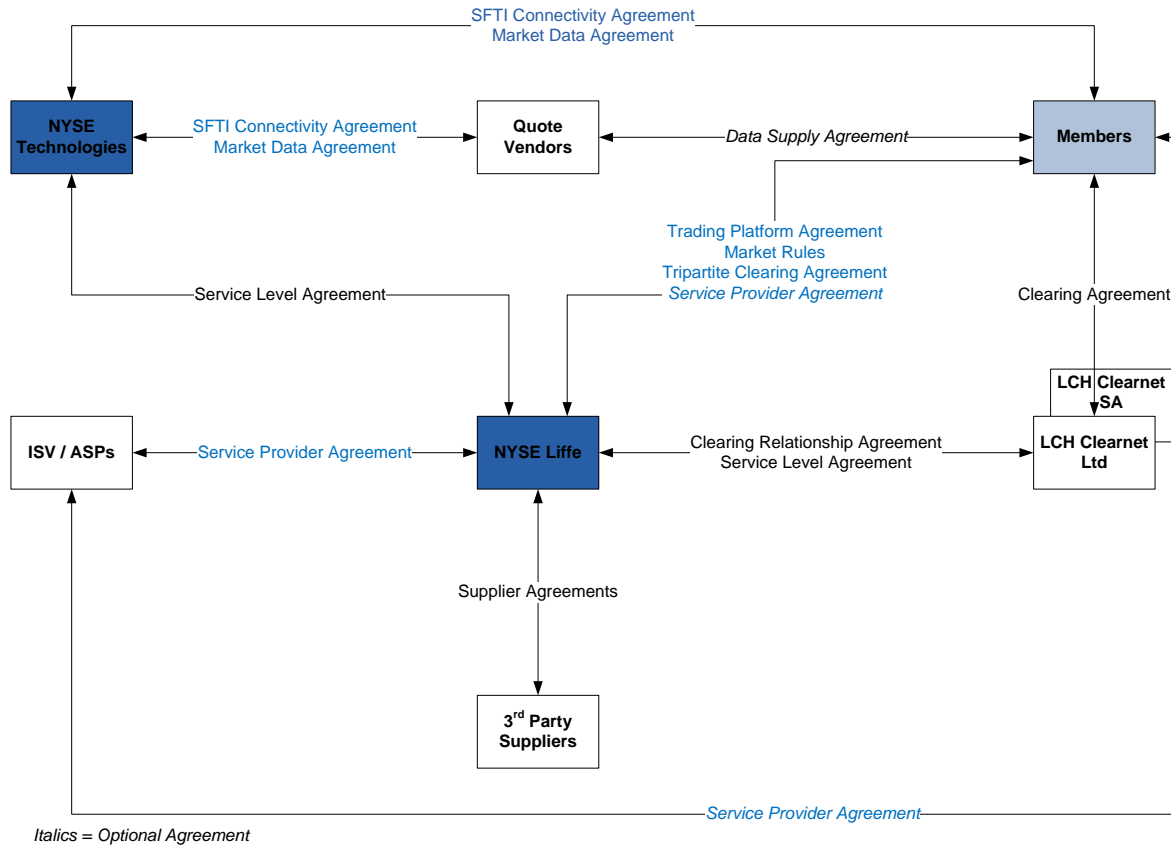 SFTI Connectivity Agreement
Market Data Agreement
NYSE
Technologies
SFTI Connectivity Agreement
Market Data Agreement
Quote
Vendors
Data Supply Agreement
Members
Trading Platform Agreement
Market Rules
Tripartite Clearing Agreement
Service Provider Agreement
Service Level Agreement
Clearing Agreement
LCH Clearnet
SA
ISV / ASPs
Service Provider Agreement
NYSE Liffe
Clearing Relationship Agreement
Service Level Agreement
LCH Clearnet
Ltd
Supplier Agreements
3rd Party
Suppliers
Service Provider Agreement
Italics = Optional Agreement